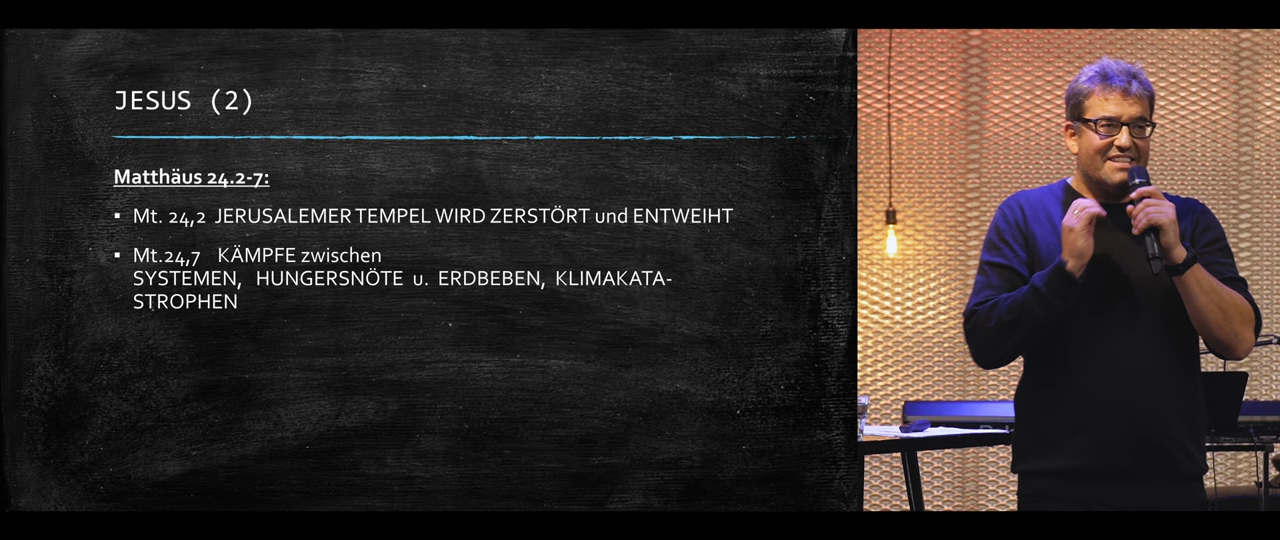 JESUS (2)
Matthäus 24.2-7:
▪ Mt. 24,2 JERUSALEMER TEMPEL WIRD ZERSTÖRT und ENTWEIHT
▪ Mt.24,7 KÄMPFE zwischen
SYSTEMEN, HUNGERSNÖTE u. ERDBEBEN, KLIMAKATA-
STROPHEN